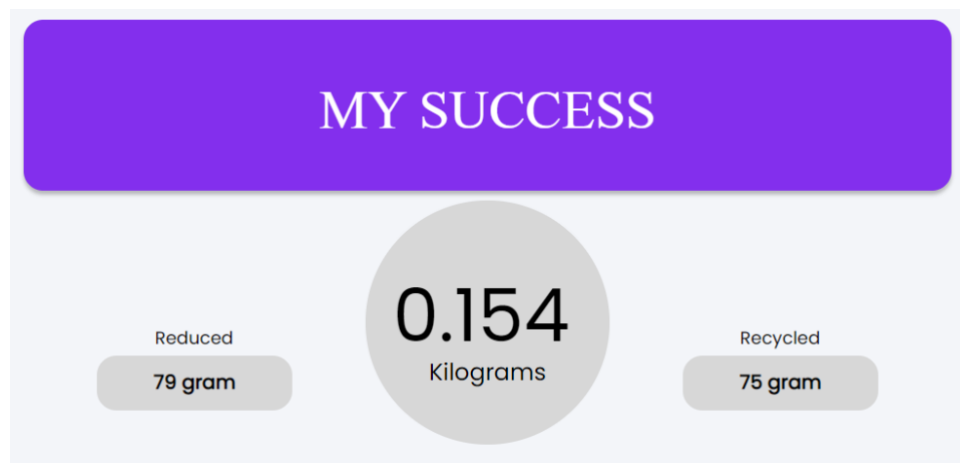 MY SUCCESS
0.154
Kilograms
Reduced
79 gram
Recycled
75 gram